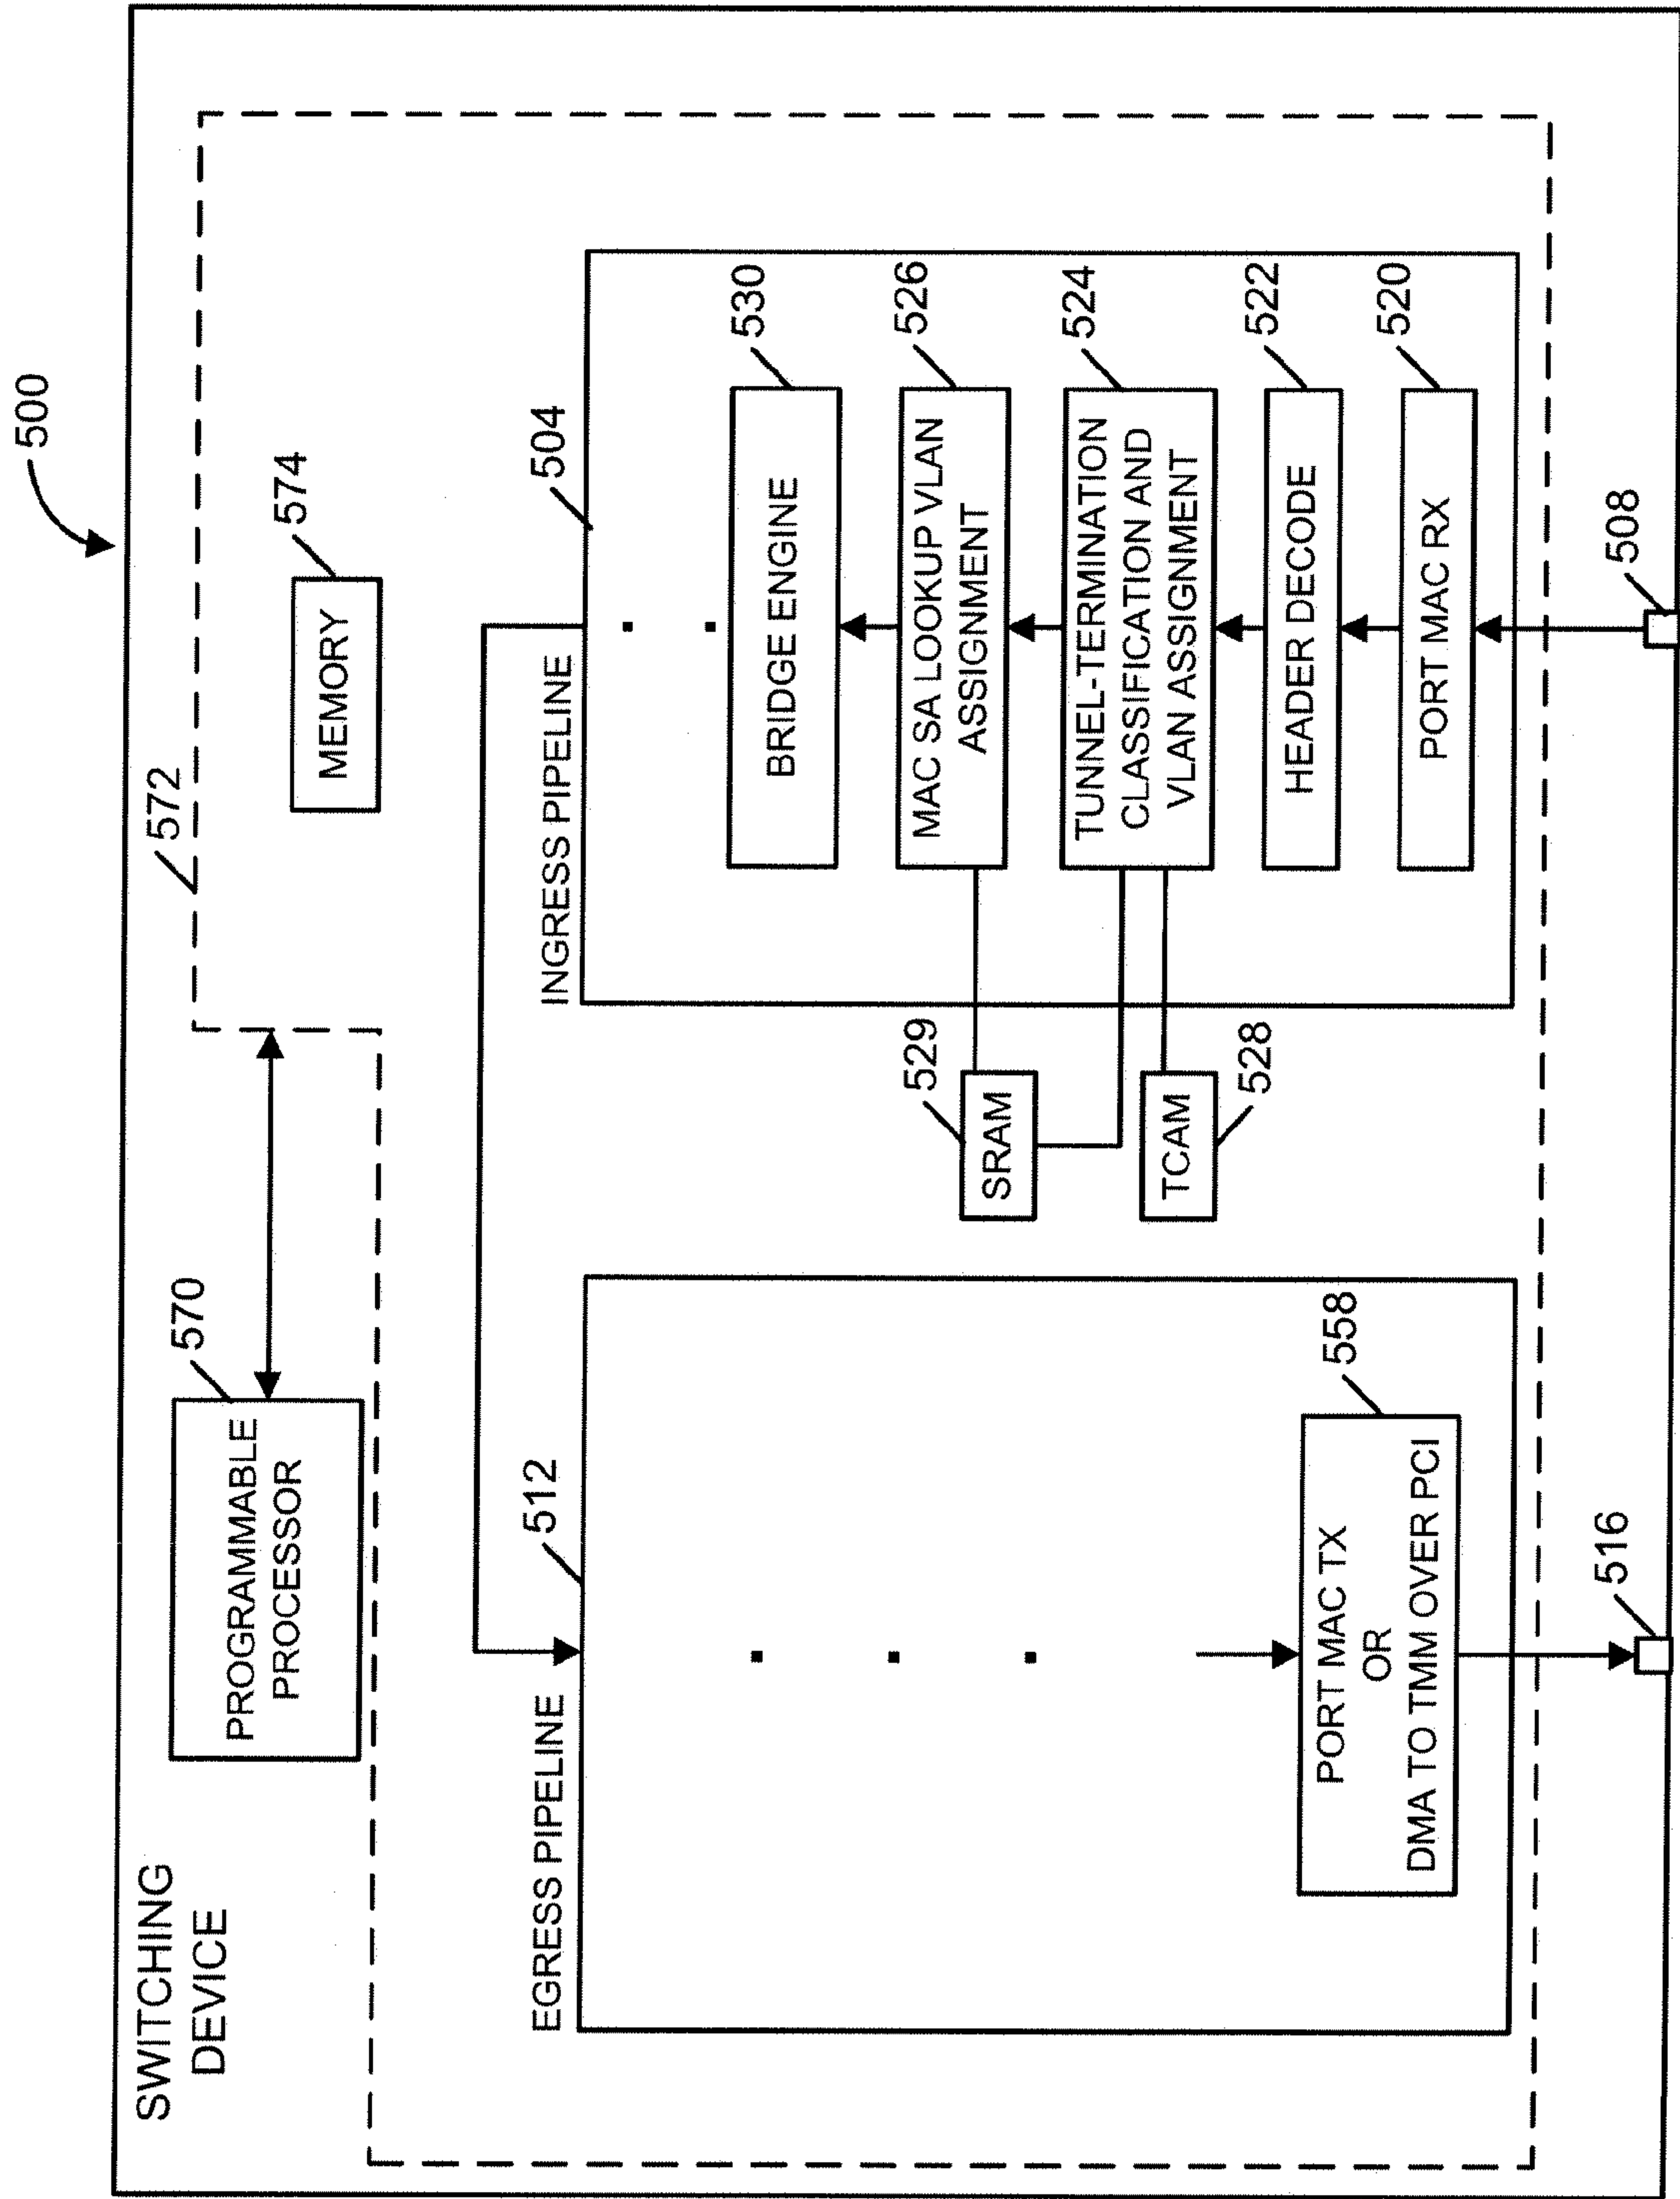 500
SWITCHING
DEVICE
570
PROGRAMMABLE
PROCESSOR
572
574
MEMORY
EGRESS PIPELINE
512
INGRESS PIPELINE
504
BRIDGE ENGINE
530
MAC SA LOOKUP VLAN
ASSIGNMENT
526
529
SRAM
TUNNEL-TERMINATION
CLASSIFICATION AND
VLAN ASSIGNMENT
524
TCAM
528
HEADER DECODE
522
PORT MAC RX
520
558
PORT MAC TX
OR
DMA TO TMM OVER PCI
516
508